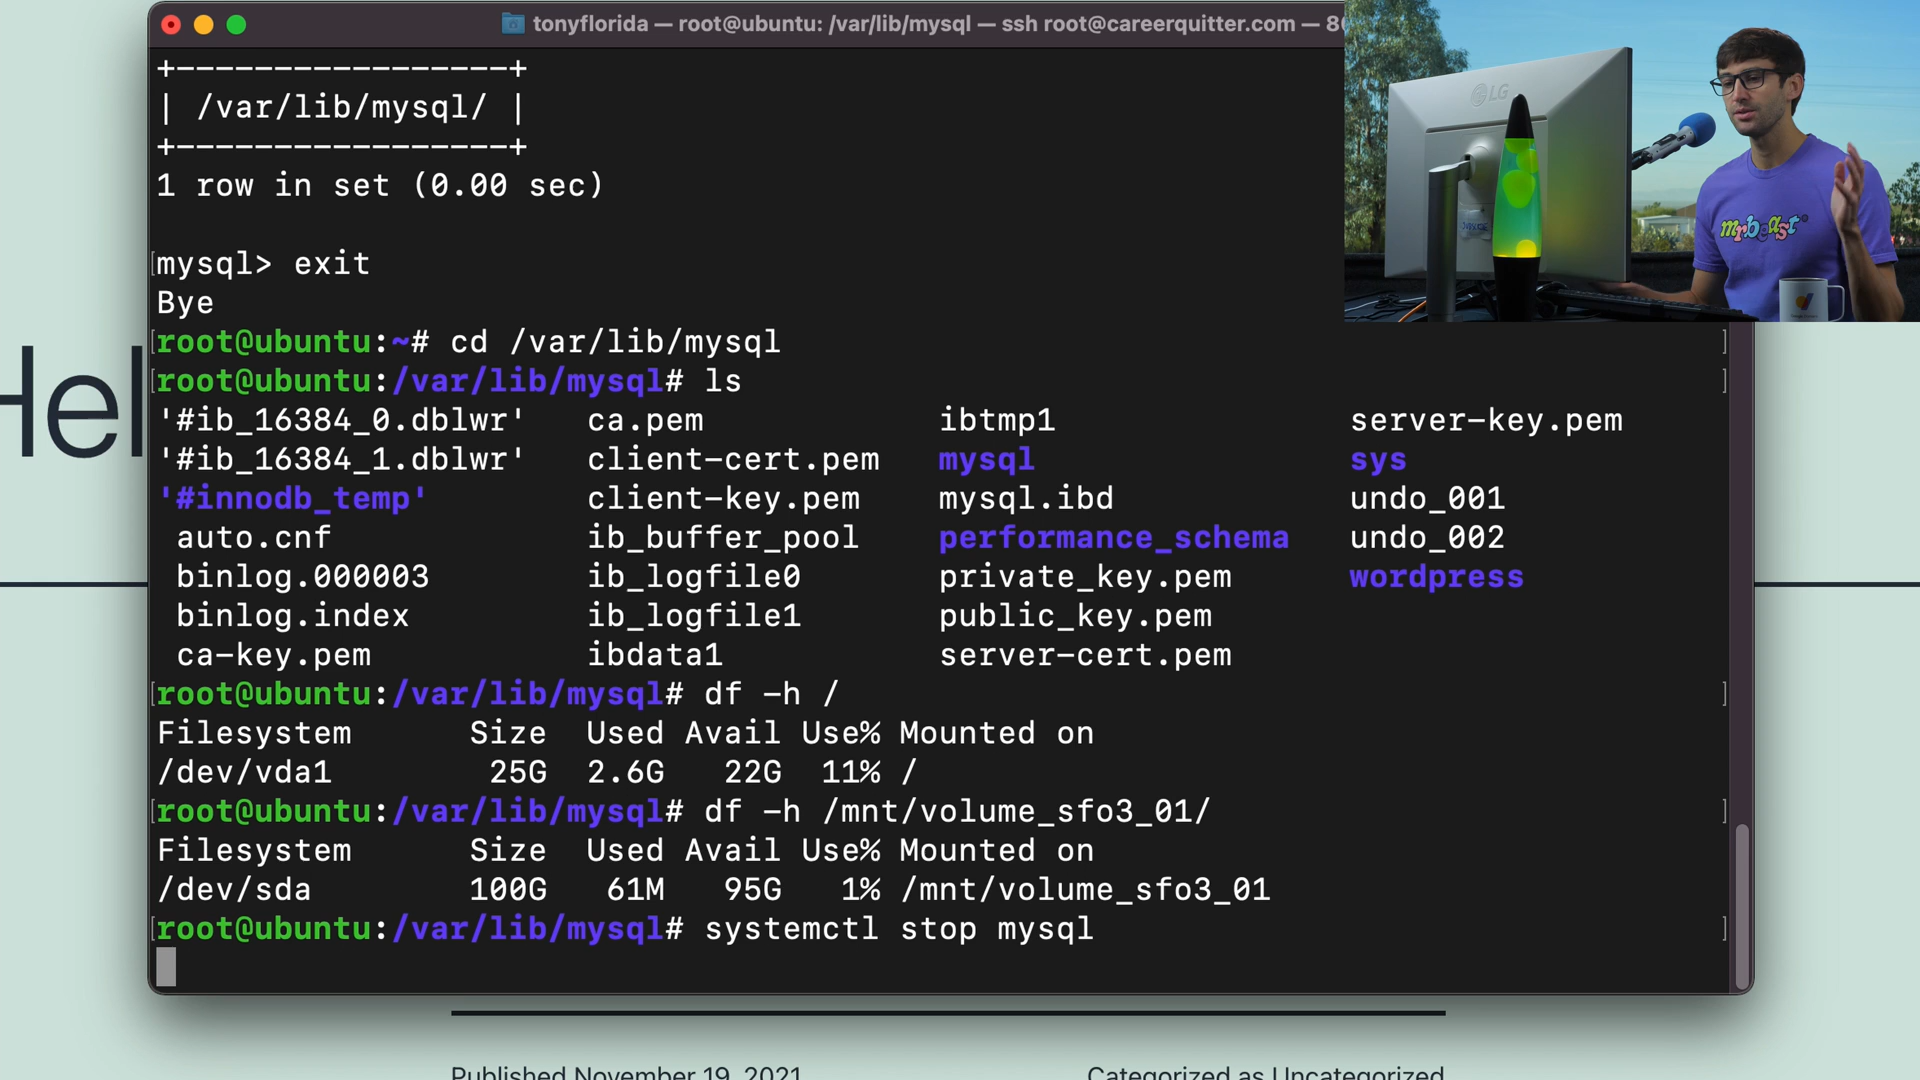 tonyflorida — root@ubuntu: /var/lib/mysql — ssh root@careerquitter.com — 8
+----------------+
| /var/lib/mysql/ |
+----------------+
1 row in set (0.00 sec)
mysql> exit
Bye
root@ubuntu:~# cd /var/lib/mysql
root@ubuntu:/var/lib/mysql# ls
'#ib_16384_0.dblwr' ca.pem ibtmp1 server-key.pem
'#ib_16384_1.dblwr' client-cert.pem mysql sys
'#innodb_temp' client-key.pem mysql.ibd undo_001
auto.cnf ib_buffer_pool performance_schema undo_002
binlog.000003 ib_logfile0 private_key.pem wordpress
binlog.index ib_logfile1 public_key.pem
ca-key.pem ibdata1 server-cert.pem
root@ubuntu:/var/lib/mysql# df -h /
Filesystem Size Used Avail Use% Mounted on
/dev/vda1 25G 2.6G 22G 11% /
root@ubuntu:/var/lib/mysql# df -h /mnt/volume_sfo3_01/
Filesystem Size Used Avail Use% Mounted on
/dev/sda 100G 61M 95G 1% /mnt/volume_sfo3_01
root@ubuntu:/var/lib/mysql# systemctl stop mysql
LG
mrbeast
Hel
Published November 19, 2021
Categorized as Uncategorized